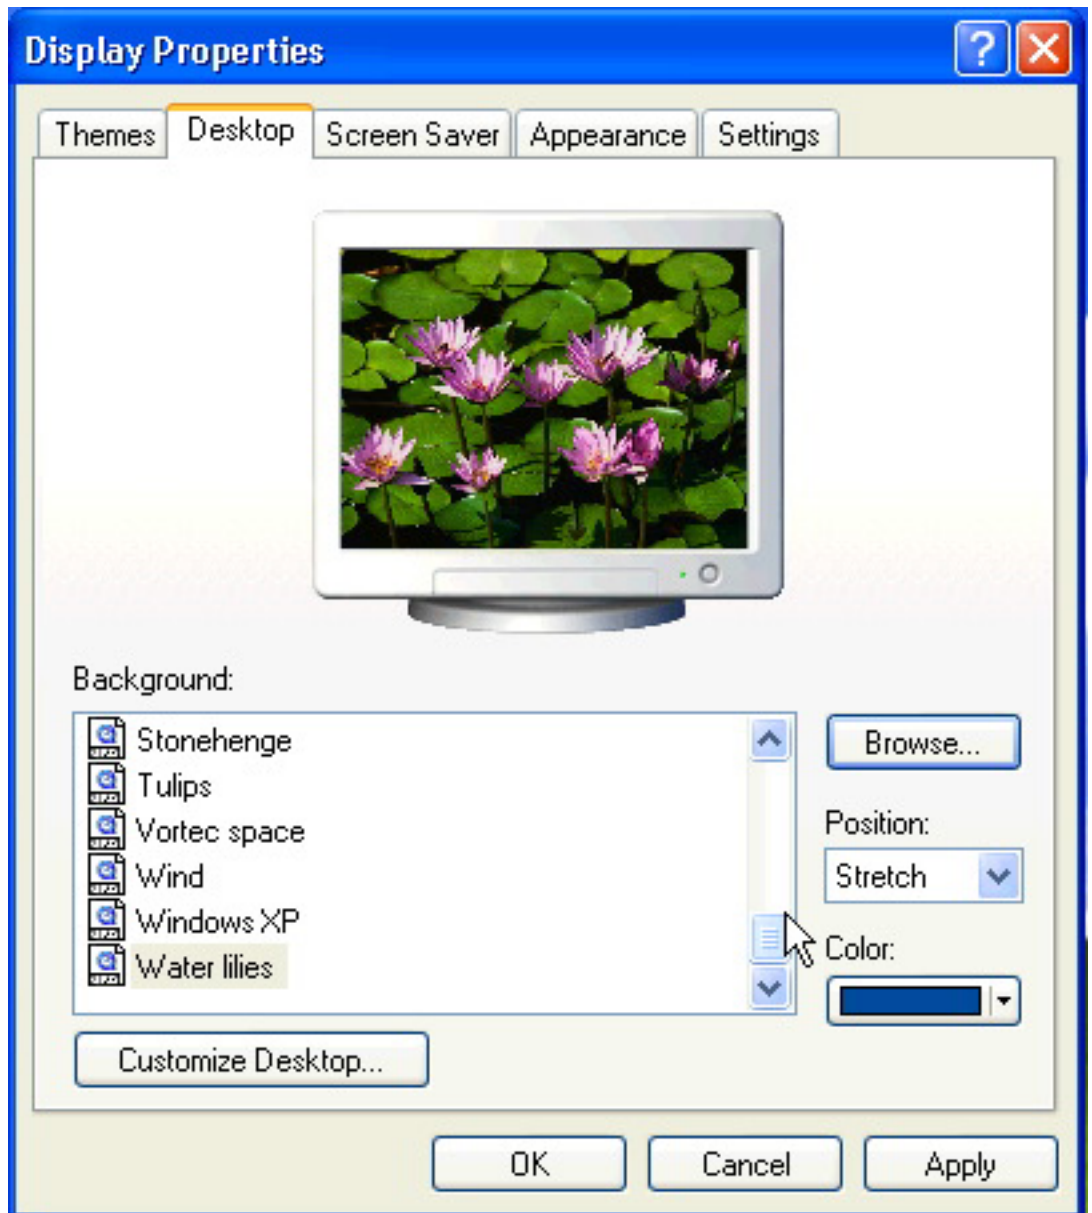 Display Properties
?
Themes Desktop Screen Saver Appearance Settings
Background:
Stonehenge
Tulips
Vortec space
Wind
Windows XP
Water lilies
Browse...
Position:
Stretch
Color:
Customize Desktop...
OK Cancel Apply